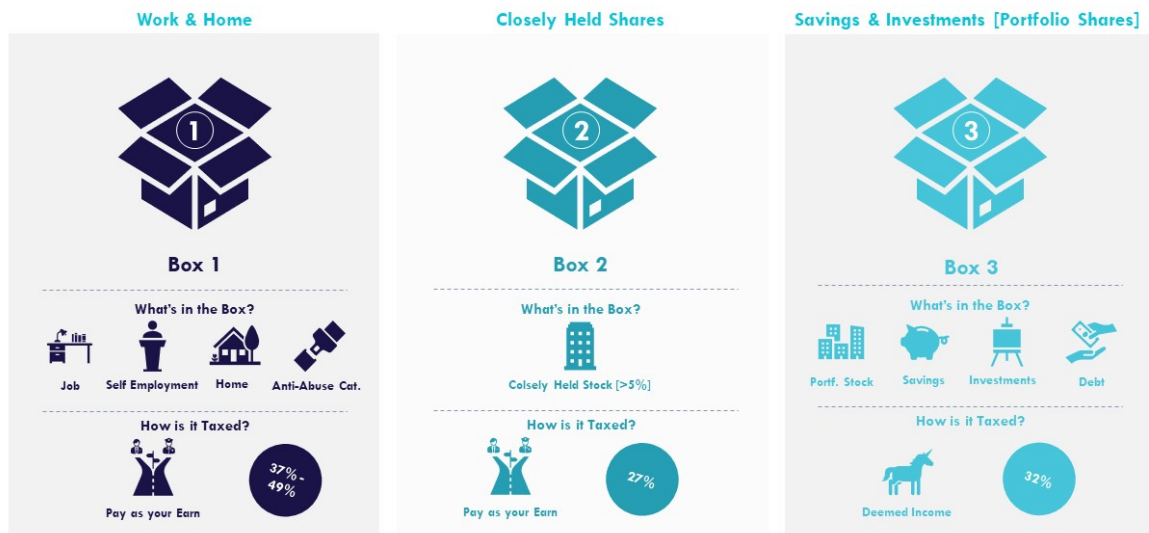 Work & Home
1
Box 1
What's in the Box?
Job
Self Employment
Home
Anti-Abuse Cat.
How is it Taxed?
Pay as your Earn
37% -
49%
Closely Held Shares
2
Box 2
What's in the Box?
Colsely Held Stock [>5%]
How is it Taxed?
Pay as your Earn
27%
Savings & Investments [Portfolio Shares]
3
Box 3
What's in the Box?
Portf. Stock
Savings
Investments
Debt
How is it Taxed?
Deemed Income
32%